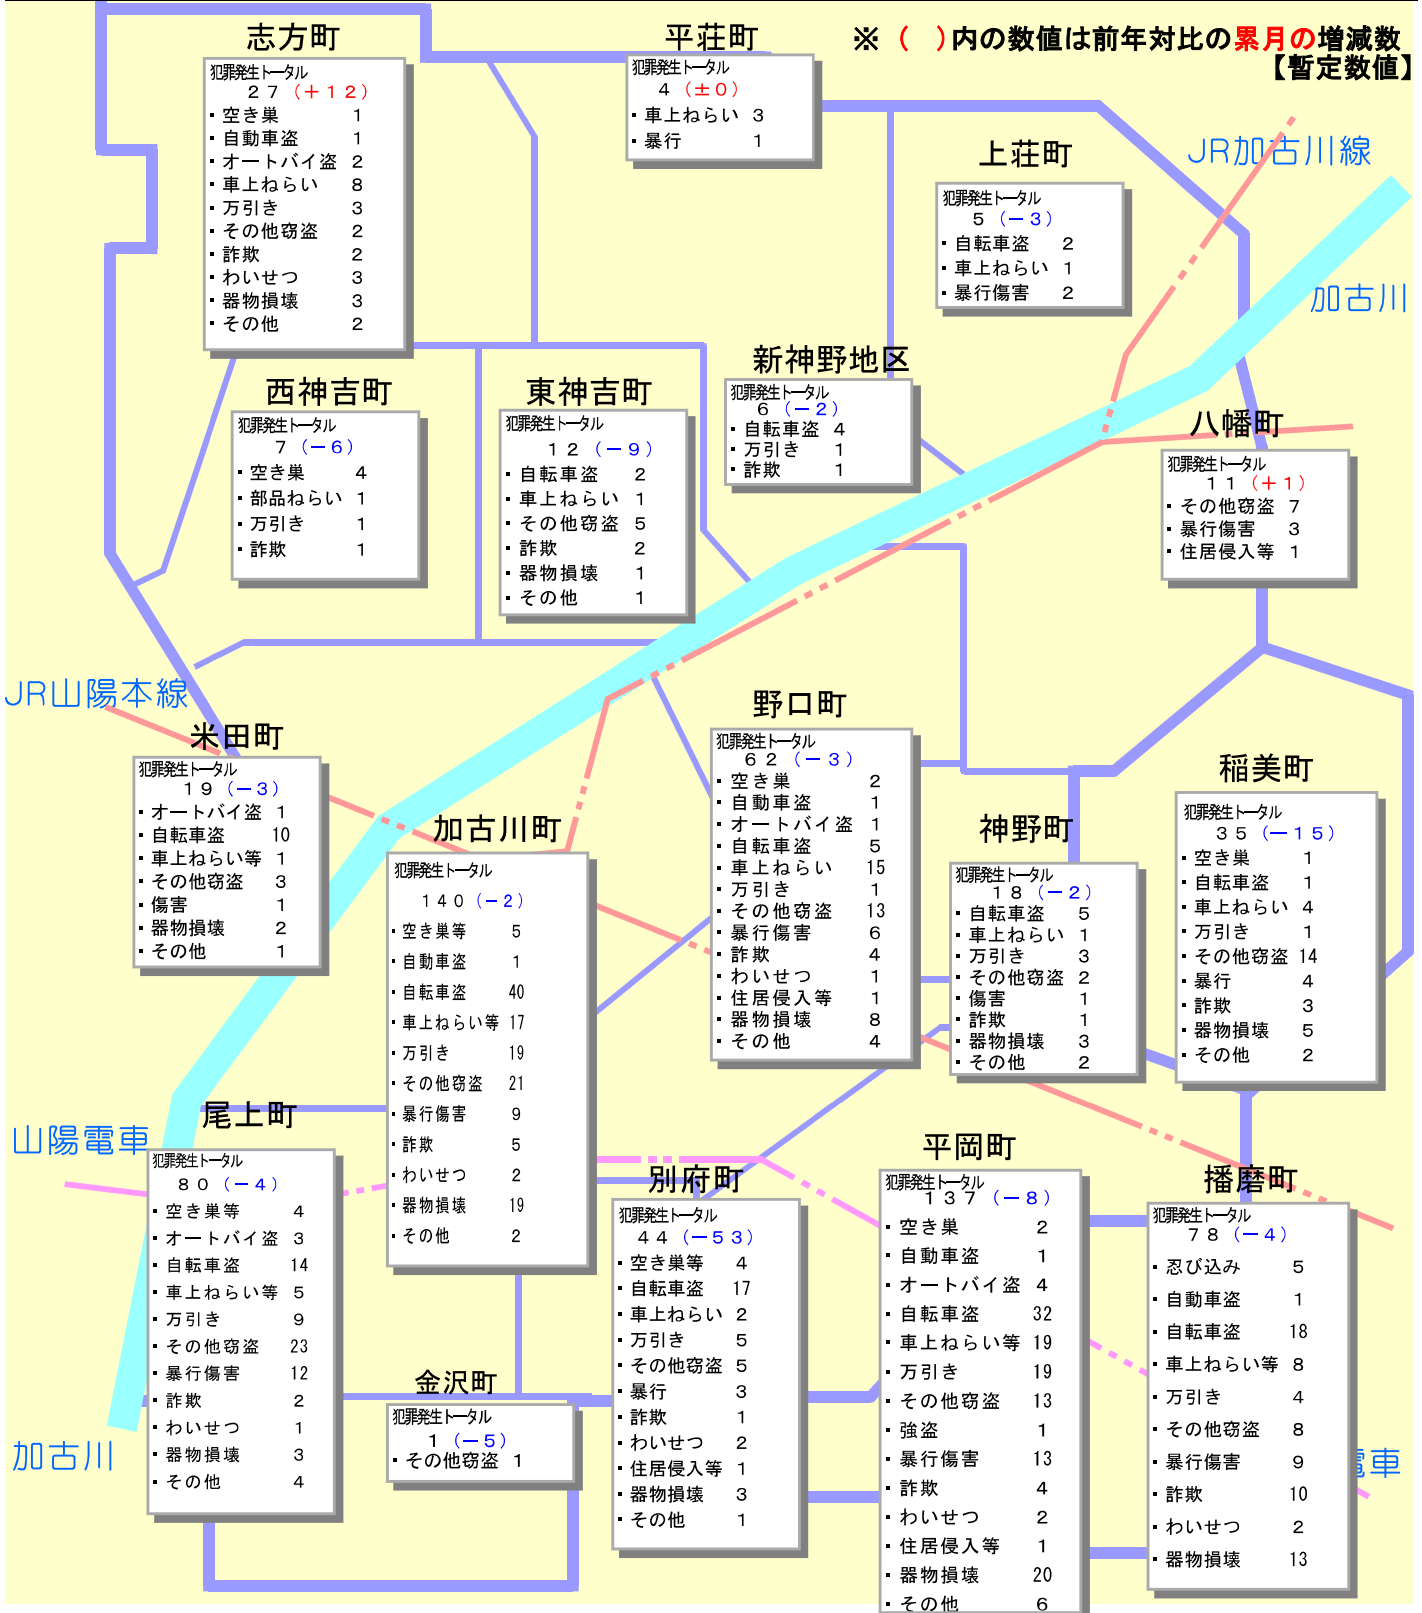 ※（　）内の数値は前年対比の累月の増減数
【暫定数値】
志方町
犯罪発生トータル
２７（＋１２）
・空き巣 1
・自動車盗 1
・オートバイ盗 2
・車上ねらい 8
・万引き 3
・その他窃盗 2
・詐欺 2
・わいせつ 3
・器物損壊 3
・その他 2
平荘町
犯罪発生トータル
４（±０）
・車上ねらい 3
・暴行 1
上荘町
犯罪発生トータル
５（－３）
・自転車盗 2
・車上ねらい 1
・暴行傷害 2
JR加古川線
加古川
西神吉町
犯罪発生トータル
７（－６）
・空き巣 4
・部品ねらい 1
・万引き 1
・詐欺 1
東神吉町
犯罪発生トータル
１２（－９）
・自転車盗 2
・車上ねらい 1
・その他窃盗 5
・詐欺 2
・器物損壊 1
・その他 1
新神野地区
犯罪発生トータル
６（－２）
・自転車盗 4
・万引き 1
・詐欺 1
八幡町
犯罪発生トータル
１１（＋１）
・その他窃盗 7
・暴行傷害 3
・住居侵入等 1
JR山陽本線
米田町
犯罪発生トータル
１９（－３）
・オートバイ盗 1
・自転車盗 10
・車上ねらい等 1
・その他窃盗 3
・傷害 1
・器物損壊 2
・その他 1
加古川町
犯罪発生トータル
１４０（－２）
・空き巣等 5
・自動車盗 1
・自転車盗 40
・車上ねらい等 17
・万引き 19
・その他窃盗 21
・暴行傷害 9
・詐欺 5
・わいせつ 2
・器物損壊 19
・その他 2
野口町
犯罪発生トータル
６２（－３）
・空き巣 2
・自動車盗 1
・オートバイ盗 1
・自転車盗 5
・車上ねらい 15
・万引き 1
・その他窃盗 13
・暴行傷害 6
・詐欺 4
・わいせつ 1
・住居侵入等 1
・器物損壊 8
・その他 4
神野町
犯罪発生トータル
１８（－２）
・自転車盗 5
・車上ねらい 1
・万引き 3
・その他窃盗 2
・傷害 1
・詐欺 1
・器物損壊 3
・その他 2
稲美町
犯罪発生トータル
３５（－１５）
・空き巣 1
・自転車盗 1
・車上ねらい 4
・万引き 1
・その他窃盗 14
・暴行 4
・詐欺 3
・器物損壊 5
・その他 2
山陽電車
尾上町
犯罪発生トータル
８０（－４）
・空き巣等 4
・オートバイ盗 3
・自転車盗 14
・車上ねらい等 5
・万引き 9
・その他窃盗 23
・暴行傷害 12
・詐欺 2
・わいせつ 1
・器物損壊 3
・その他 4
加古川
金沢町
犯罪発生トータル
１（－５）
・その他窃盗 1
別府町
犯罪発生トータル
４４（－５３）
・空き巣等 4
・自転車盗 17
・車上ねらい 2
・万引き 5
・その他窃盗 5
・暴行 3
・詐欺 1
・わいせつ 2
・住居侵入等 1
・器物損壊 3
・その他 1
平岡町
犯罪発生トータル
１３７（－８）
・空き巣 2
・自動車盗 1
・オートバイ盗 4
・自転車盗 32
・車上ねらい等 19
・万引き 19
・その他窃盗 13
・強盗 1
・暴行傷害 13
・詐欺 4
・わいせつ 2
・住居侵入等 1
・器物損壊 20
・その他 6
播磨町
犯罪発生トータル
７８（－４）
・忍び込み 5
・自動車盗 1
・自転車盗 18
・車上ねらい等 8
・万引き 4
・その他窃盗 8
・暴行傷害 9
・詐欺 10
・わいせつ 2
・器物損壊 13
電車